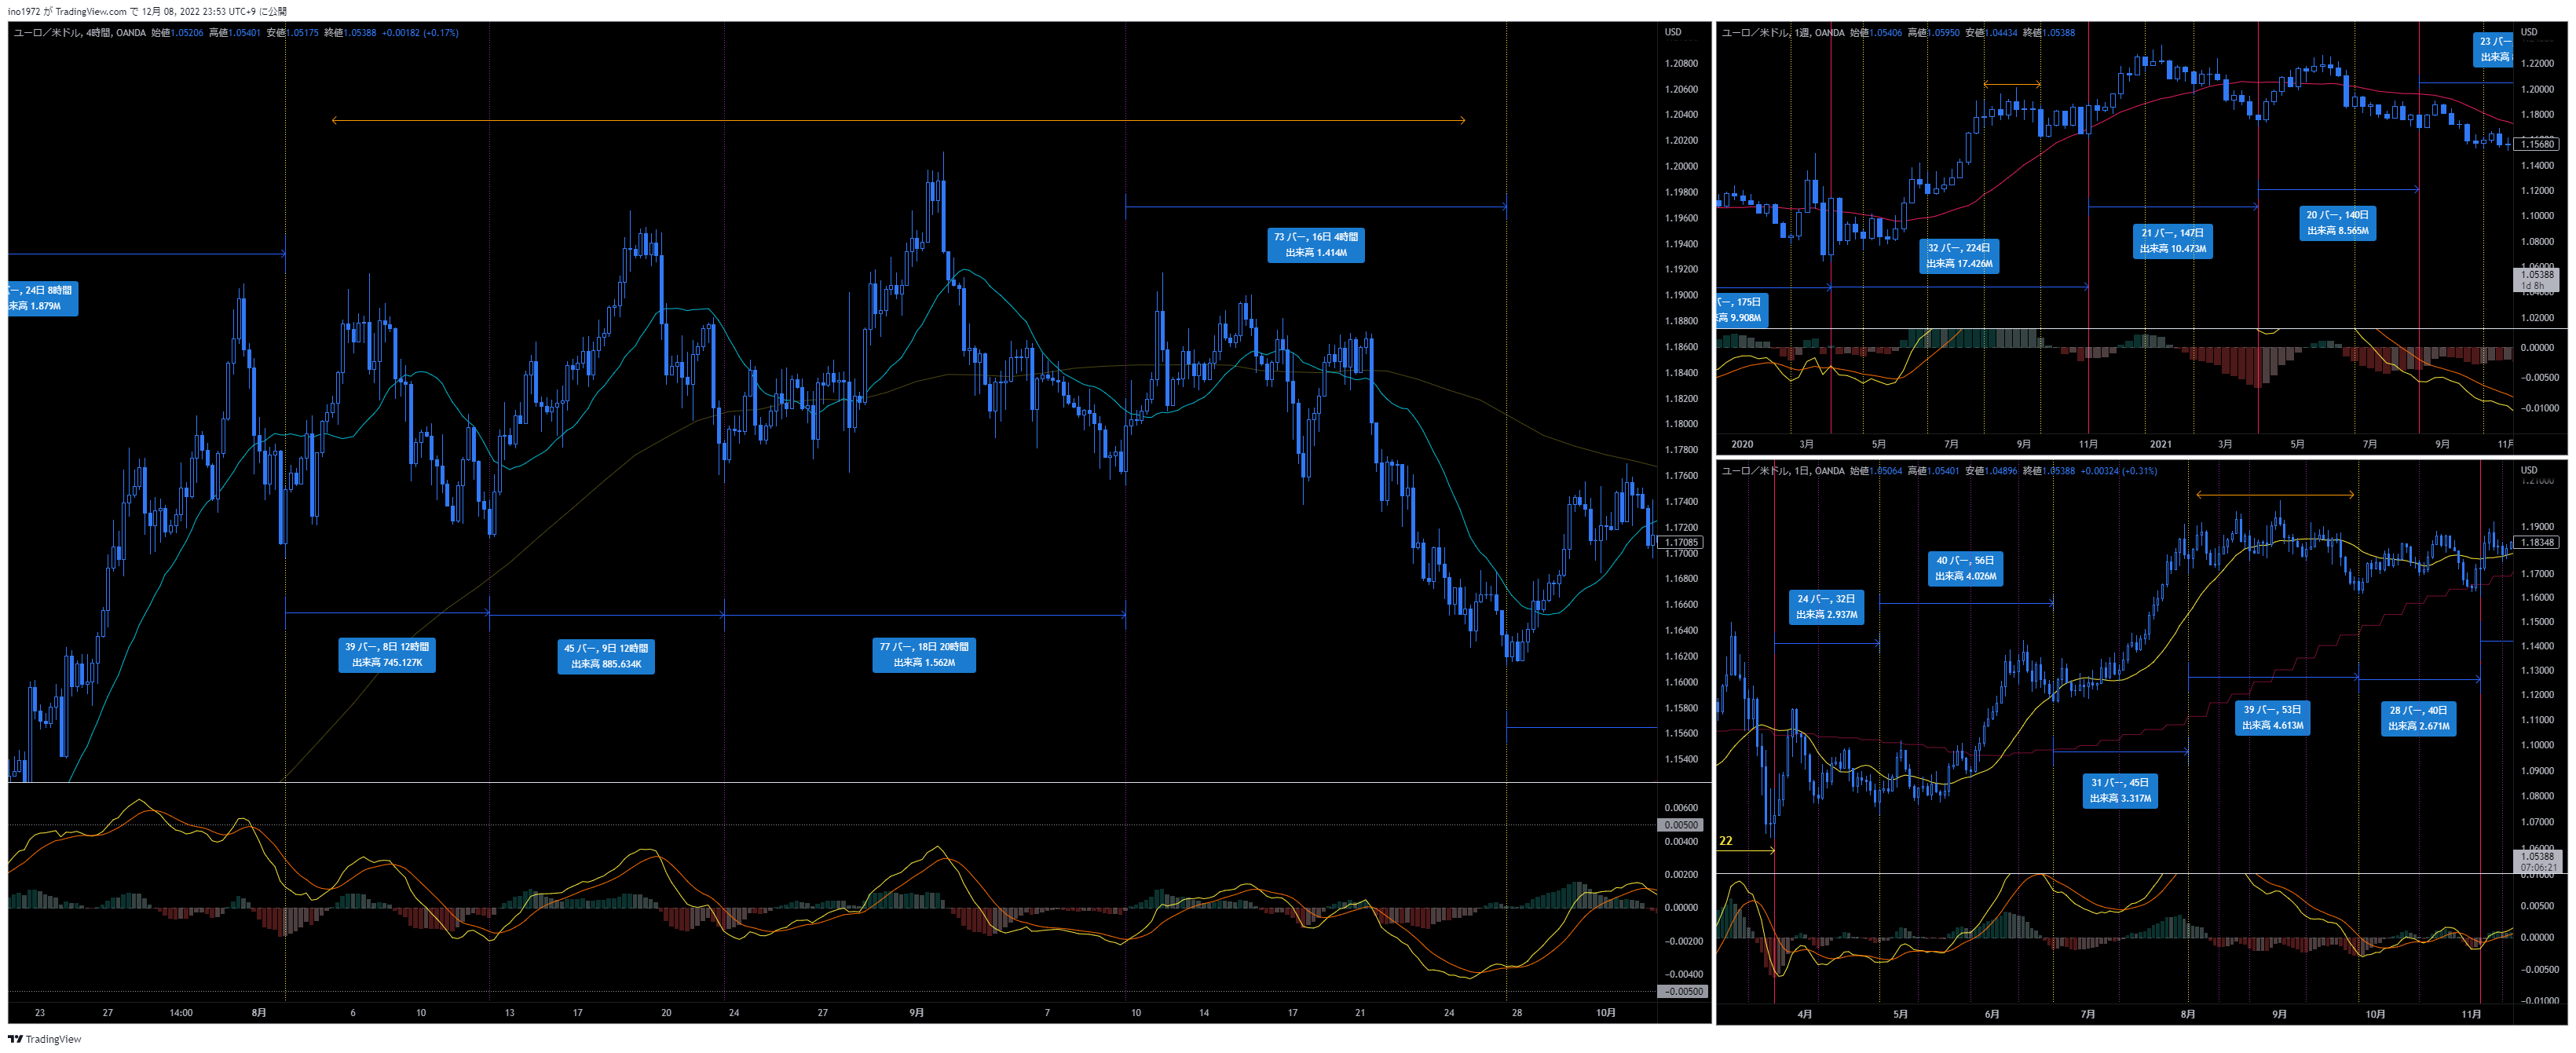 ino1972 が TradingView.com で 12月 08, 2022 23:53 UTC+9 に公開
ユーロ／米ドル, 4時間, OANDA 始値1.05206 高値1.05401 安値1.05175 終値1.05388 +0.00182 (+0.17%)
USD
1.20800
1.20600
1.20400
1.20200
1.20000
1.19800
1.19600
1.19400
1.19200
1.19000
1.18800
1.18600
1.18400
1.18200
1.18000
1.17800
1.17600
1.17400
1.17200
1.17085
1.17000
1.16800
1.16600
1.16400
1.16200
1.16000
1.15800
1.15600
1.15400
バー, 24日 8時間
来高 1.879M
73 バー, 16日 4時間
出来高 1.414M
39 バー, 8日 12時間
出来高 745.127K
45 バー, 9日 12時間
出来高 885.634K
77 バー, 18日 20時間
出来高 1.562M
0.00600
0.00500
0.00400
0.00200
0.00000
−0.00200
−0.00400
−0.00500
23 27 14:00 8月 6 10 13 17 20 24 27 9月 7 10 14 17 21 24 28 10月
ユーロ／米ドル, 1週, OANDA 始値1.05406 高値1.05950 安値1.04434 終値1.05388
USD
23 バー
出来高
1.22000
1.20000
1.18000
1.15680
1.14000
1.12000
1.10000
1.08000
1.06000
1.05388
1d 8h
1.04000
1.02000
32 バー, 224日
出来高 17.426M
21 バー, 147日
出来高 10.473M
20 バー, 140日
出来高 8.565M
バー, 175日
来高 9.908M
0.00000
−0.00500
−0.01000
2020 3月 5月 7月 9月 11月 2021 3月 5月 7月 9月 11月
ユーロ／米ドル, 1日, OANDA 始値1.05064 高値1.05401 安値1.04896 終値1.05388 +0.00324 (+0.31%)
USD
1.21000
1.19000
1.18348
1.17000
1.16000
1.15000
1.14000
1.13000
1.12000
1.11000
1.10000
1.09000
1.08000
1.07000
1.06000
1.05388
07:06:21
24 バー, 32日
出来高 2.937M
40 バー, 56日
出来高 4.026M
31 バー, 45日
出来高 3.317M
39 バー, 53日
出来高 4.613M
28 バー, 40日
出来高 2.671M
22
0.01000
0.00500
0.00000
−0.00500
−0.01000
4月 5月 6月 7月 8月 9月 10月 11月
TradingView